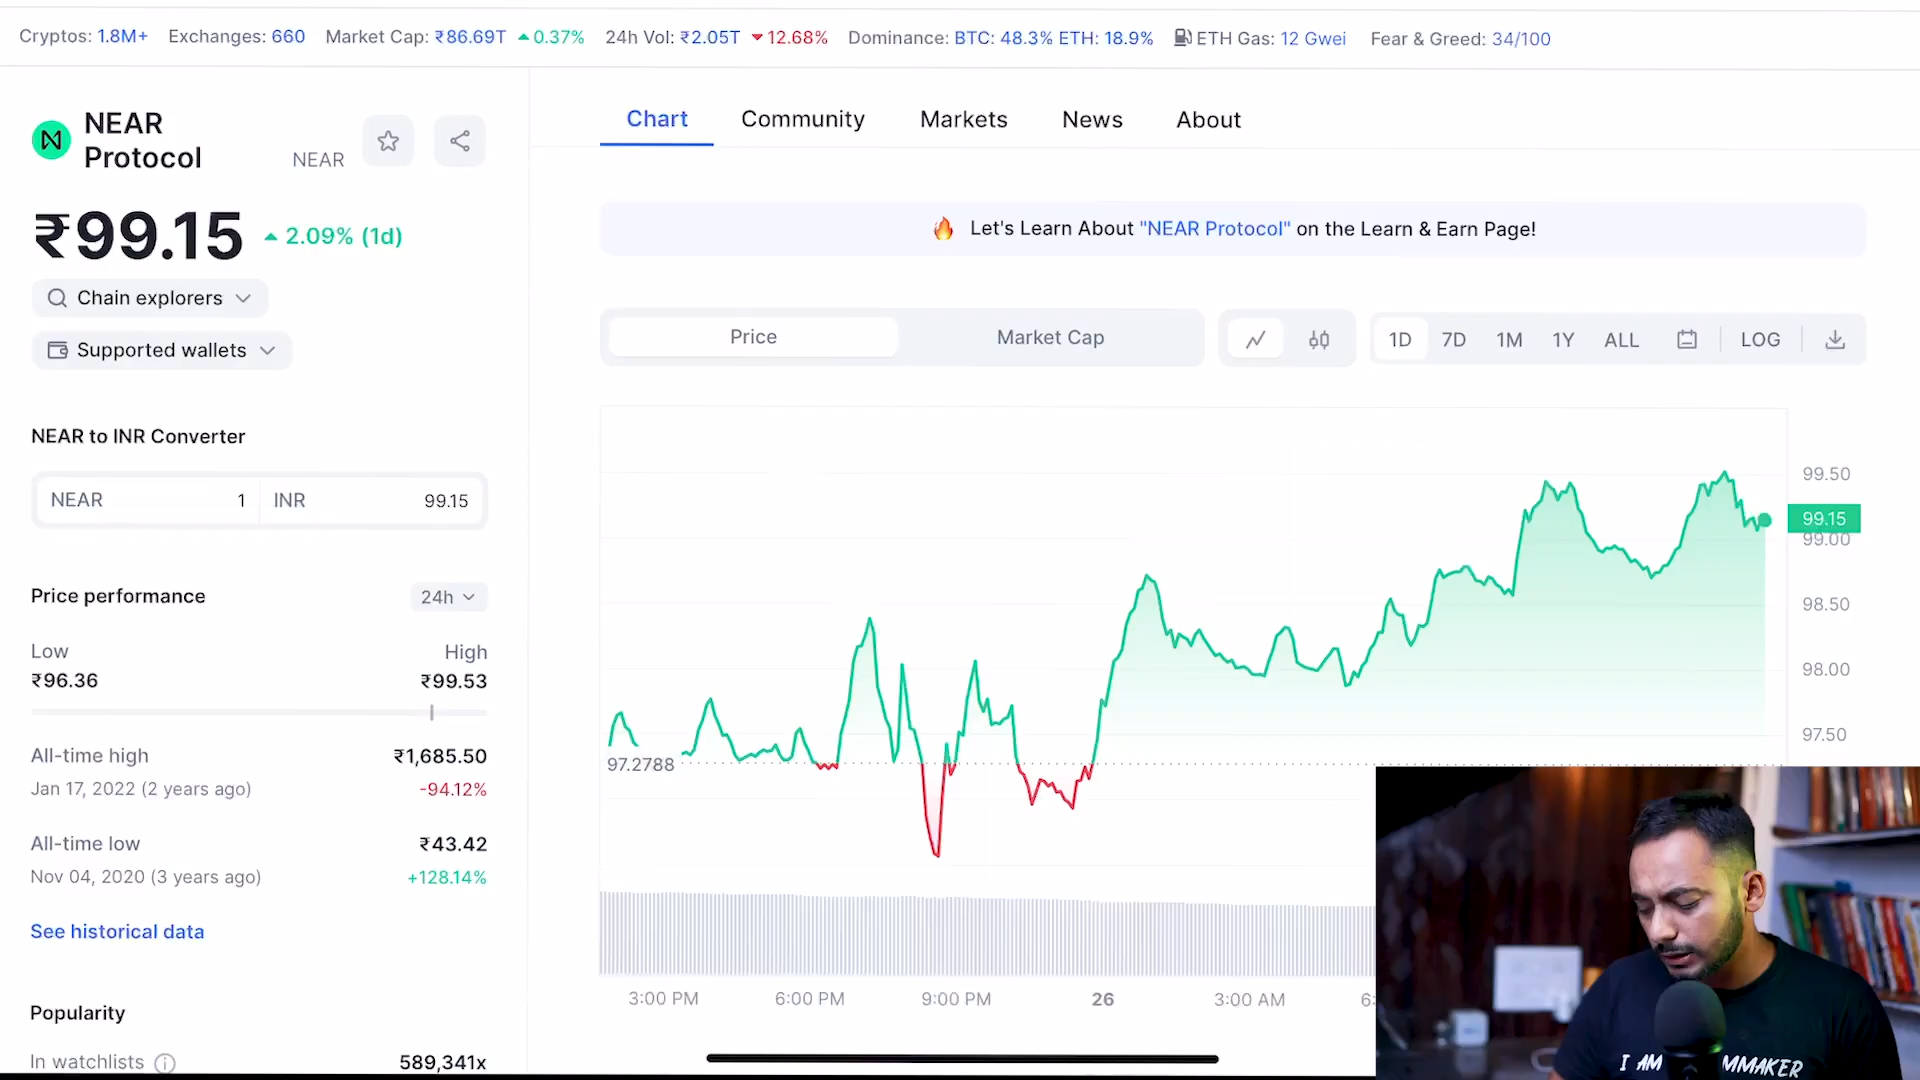 Cryptos: 1.8M+ Exchanges: 660 Market Cap: ₹86.69T 0.37% 24h Vol: ₹2.05T 12.68% Dominance: BTC: 48.3% ETH: 18.9% ETH Gas: 12 Gwei Fear & Greed: 34/100
NEAR
Protocol
NEAR
₹99.15 2.09% (1d)
Chain explorers
Supported wallets
NEAR to INR Converter
NEAR 1 INR 99.15
Price performance 24h
Low High
₹96.36 ₹99.53
All-time high ₹1,685.50
Jan 17, 2022 (2 years ago) -94.12%
All-time low ₹43.42
Nov 04, 2020 (3 years ago) +128.14%
See historical data
Popularity
In watchlists 589,341x
Chart Community Markets News About
Let's Learn About "NEAR Protocol" on the Learn & Earn Page!
Price Market Cap 1D 7D 1M 1Y ALL LOG
99.50
99.15
99.00
98.50
98.00
97.50
97.2788
3:00 PM 6:00 PM 9:00 PM 26 3:00 AM 6:
I AM MMAKER